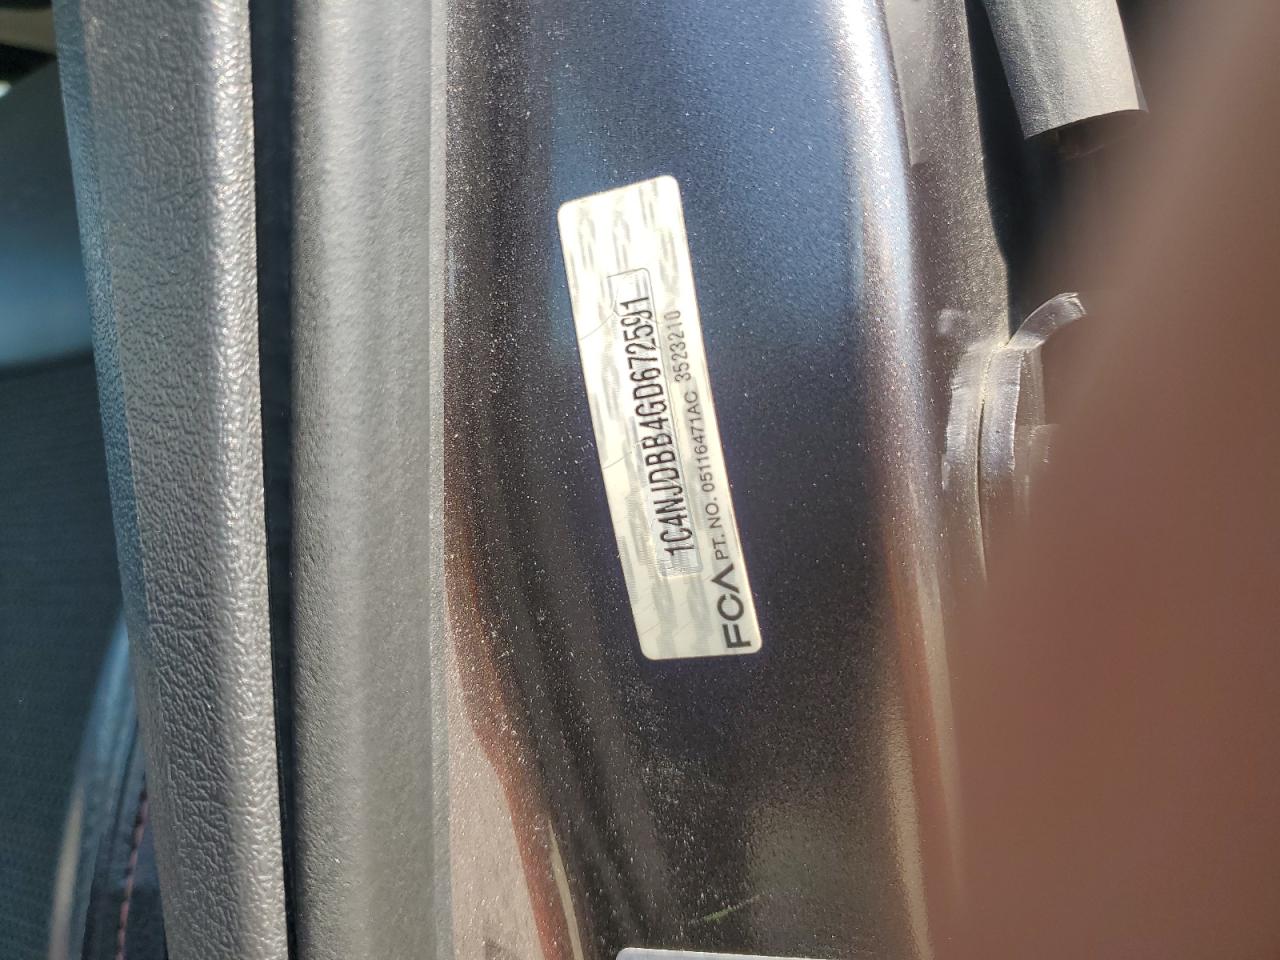 1C4NJDBB4GD672591
PT. NO. 05116471AC 3523210
FCA